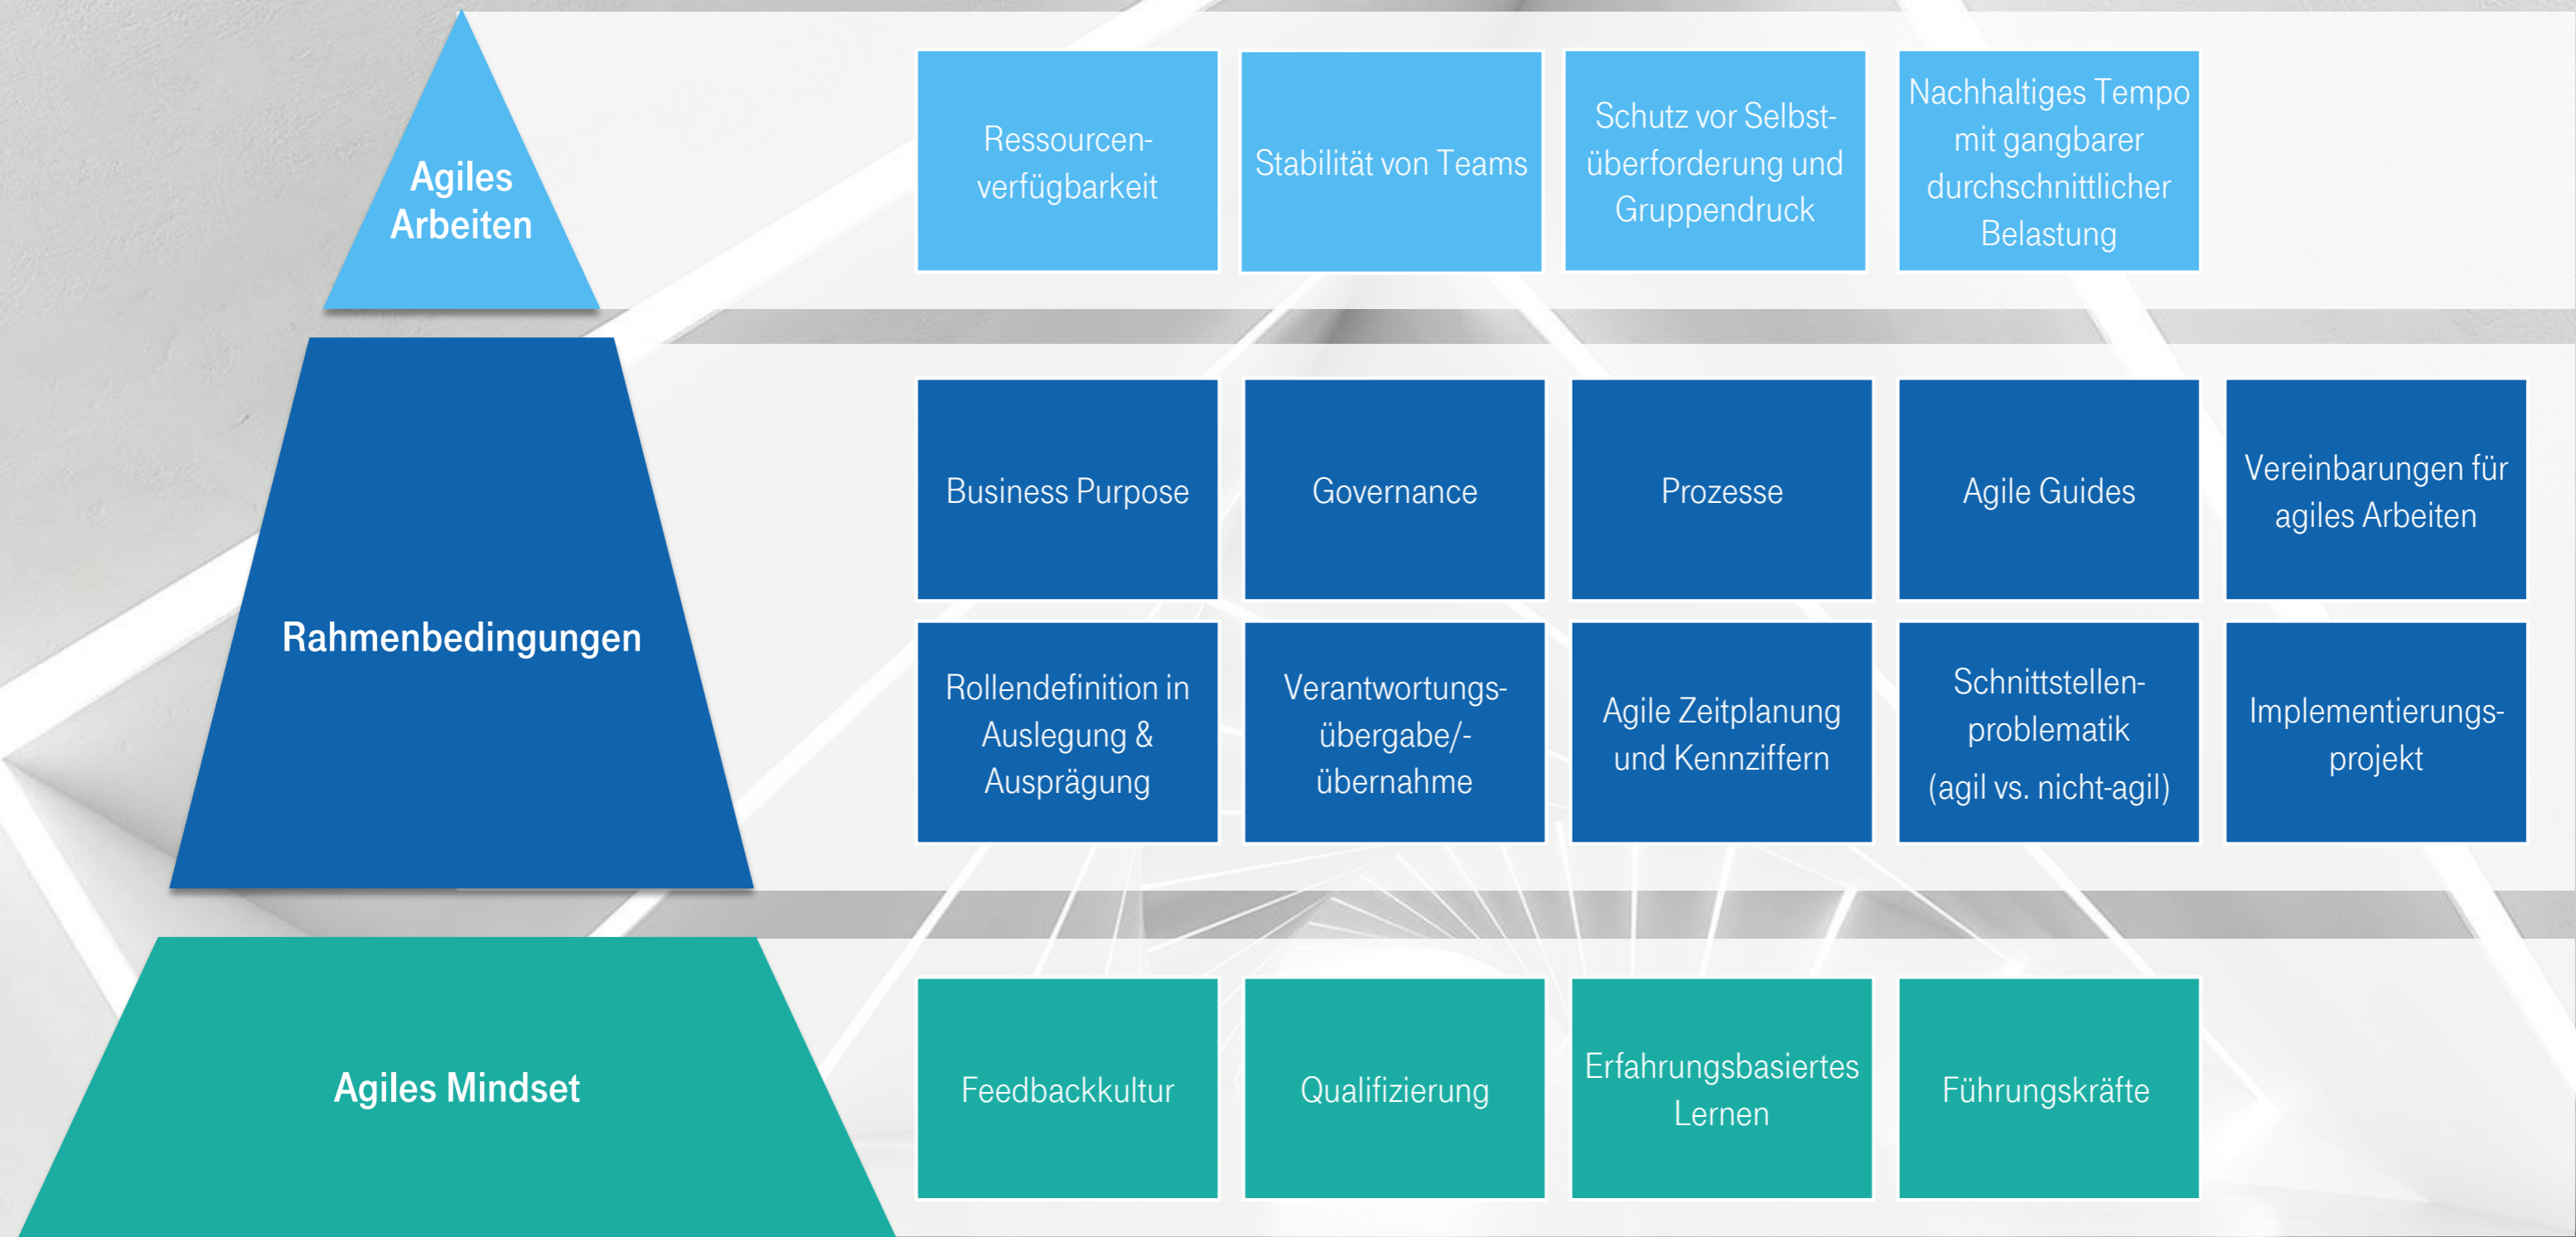 Agiles
Arbeiten
Ressourcen-
verfügbarkeit
Stabilität von Teams
Schutz vor Selbst-
überforderung und
Gruppendruck
Nachhaltiges Tempo
mit gangbarer
durchschnittlicher
Belastung
Rahmenbedingungen
Business Purpose
Governance
Prozesse
Agile Guides
Vereinbarungen für
agiles Arbeiten
Rollendefinition in
Auslegung &
Ausprägung
Verantwortungs-
übergabe/-
übernahme
Agile Zeitplanung
und Kennziffern
Schnittstellen-
problematik
(agil vs. nicht-agil)
Implementierungs-
projekt
Agiles Mindset
Feedbackkultur
Qualifizierung
Erfahrungsbasiertes
Lernen
Führungskräfte